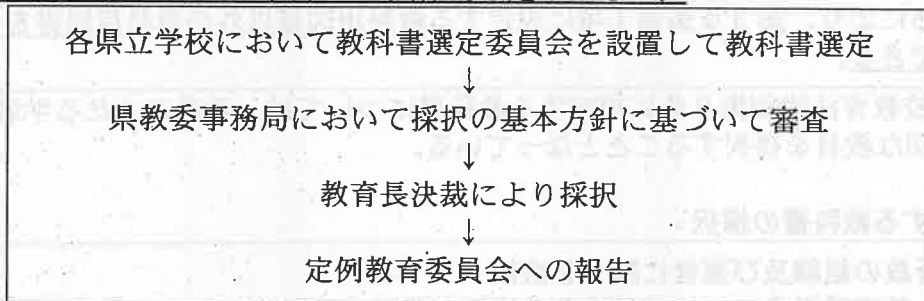 各県立学校において教科書選定委員会を設置して教科書選定
↓
県教委事務局において採択の基本方針に基づいて審査
↓
教育長決裁により採択
↓
定例教育委員会への報告